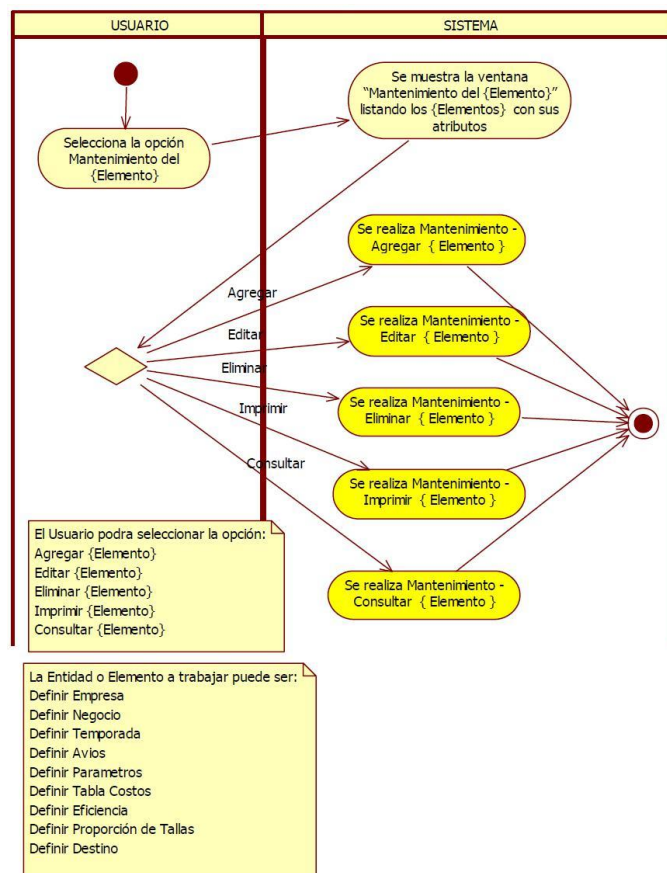 USUARIO
SISTEMA
Selecciona la opción
Mantenimiento del
{Elemento}
Se muestra la ventana
“Mantenimiento del {Elemento}”
listando los {Elementos} con sus
atributos
Agregar
Editar
Eliminar
Imprimir
Consultar
Se realiza Mantenimiento -
Agregar { Elemento }
Se realiza Mantenimiento -
Editar { Elemento }
Se realiza Mantenimiento -
Eliminar { Elemento }
Se realiza Mantenimiento -
Imprimir { Elemento }
Se realiza Mantenimiento -
Consultar { Elemento }
El Usuario podra seleccionar la opción:
Agregar {Elemento}
Editar {Elemento}
Eliminar {Elemento}
Imprimir {Elemento}
Consultar {Elemento}
La Entidad o Elemento a trabajar puede ser:
Definir Empresa
Definir Negocio
Definir Temporada
Definir Avios
Definir Parametros
Definir Tabla Costos
Definir Eficiencia
Definir Proporción de Tallas
Definir Destino